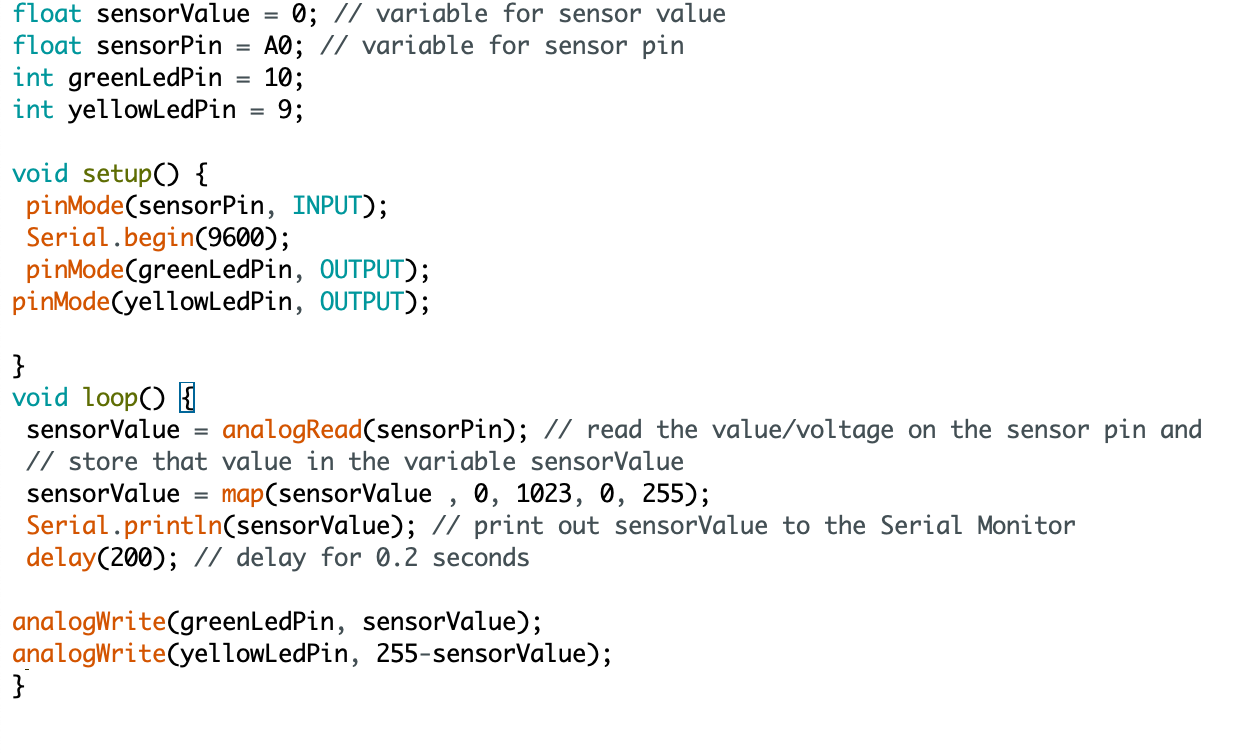 float sensorValue = 0; // variable for sensor value
float sensorPin = A0; // variable for sensor pin
int greenLedPin = 10;
int yellowLedPin = 9;
void setup() {
pinMode(sensorPin, INPUT);
Serial.begin(9600);
pinMode(greenLedPin, OUTPUT);
pinMode(yellowLedPin, OUTPUT);
}
void loop() {
sensorValue = analogRead(sensorPin); // read the value/voltage on the sensor pin and
// store that value in the variable sensorValue
sensorValue = map(sensorValue , 0, 1023, 0, 255);
Serial.println(sensorValue); // print out sensorValue to the Serial Monitor
delay(200); // delay for 0.2 seconds
analogWrite(greenLedPin, sensorValue);
analogWrite(yellowLedPin, 255-sensorValue);
}